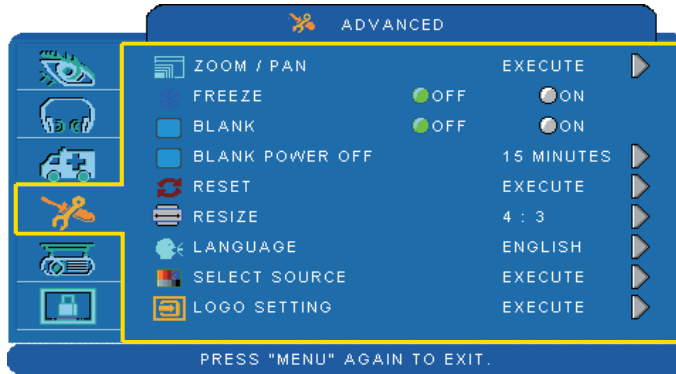 ADVANCED
ZOOM / PAN EXECUTE
FREEZE OFF ON
BLANK OFF ON
BLANK POWER OFF 15 MINUTES
RESET EXECUTE
RESIZE 4 : 3
LANGUAGE ENGLISH
SELECT SOURCE EXECUTE
LOGO SETTING EXECUTE
PRESS "MENU" AGAIN TO EXIT.